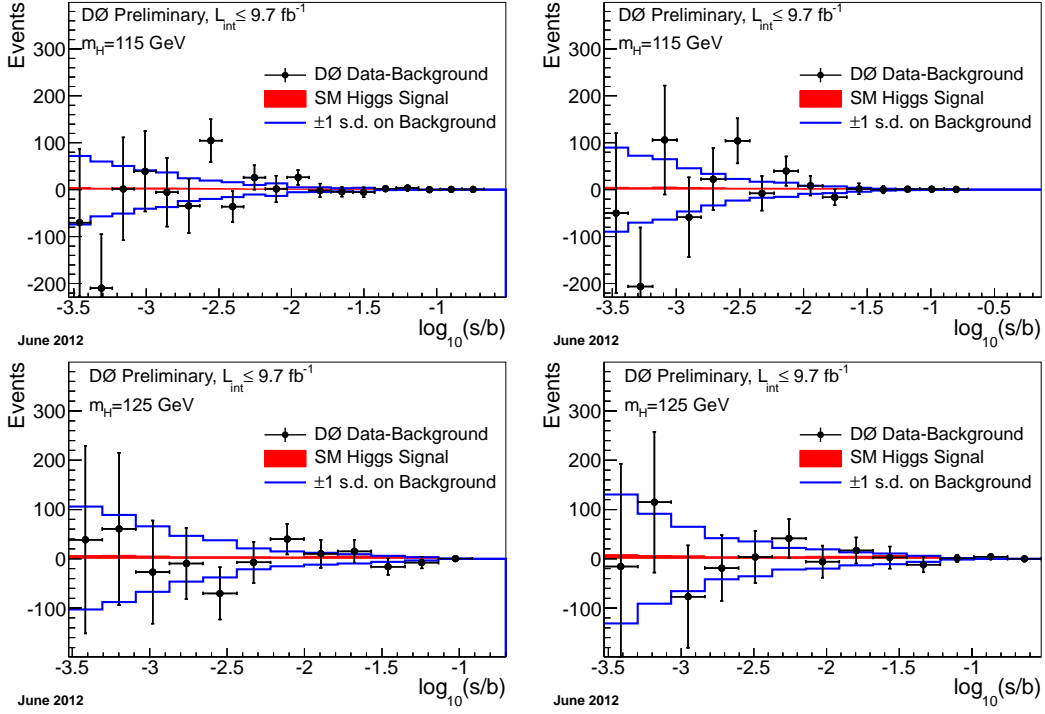 Events
DØ Preliminary, L_int ≤ 9.7 fb⁻¹
m_H=115 GeV
DØ Data-Background
SM Higgs Signal
±1 s.d. on Background
300
200
100
0
-100
-200
-3.5 -3 -2.5 -2 -1.5 -1
log₁₀(s/b)
June 2012
Events
DØ Preliminary, L_int ≤ 9.7 fb⁻¹
m_H=115 GeV
DØ Data-Background
SM Higgs Signal
±1 s.d. on Background
300
200
100
0
-100
-200
-3.5 -3 -2.5 -2 -1.5 -1 -0.5
log₁₀(s/b)
June 2012
Events
DØ Preliminary, L_int ≤ 9.7 fb⁻¹
m_H=125 GeV
DØ Data-Background
SM Higgs Signal
±1 s.d. on Background
300
200
100
0
-100
-3.5 -3 -2.5 -2 -1.5 -1
log₁₀(s/b)
June 2012
Events
DØ Preliminary, L_int ≤ 9.7 fb⁻¹
m_H=125 GeV
DØ Data-Background
SM Higgs Signal
±1 s.d. on Background
300
200
100
0
-100
-3.5 -3 -2.5 -2 -1.5 -1
log₁₀(s/b)
June 2012